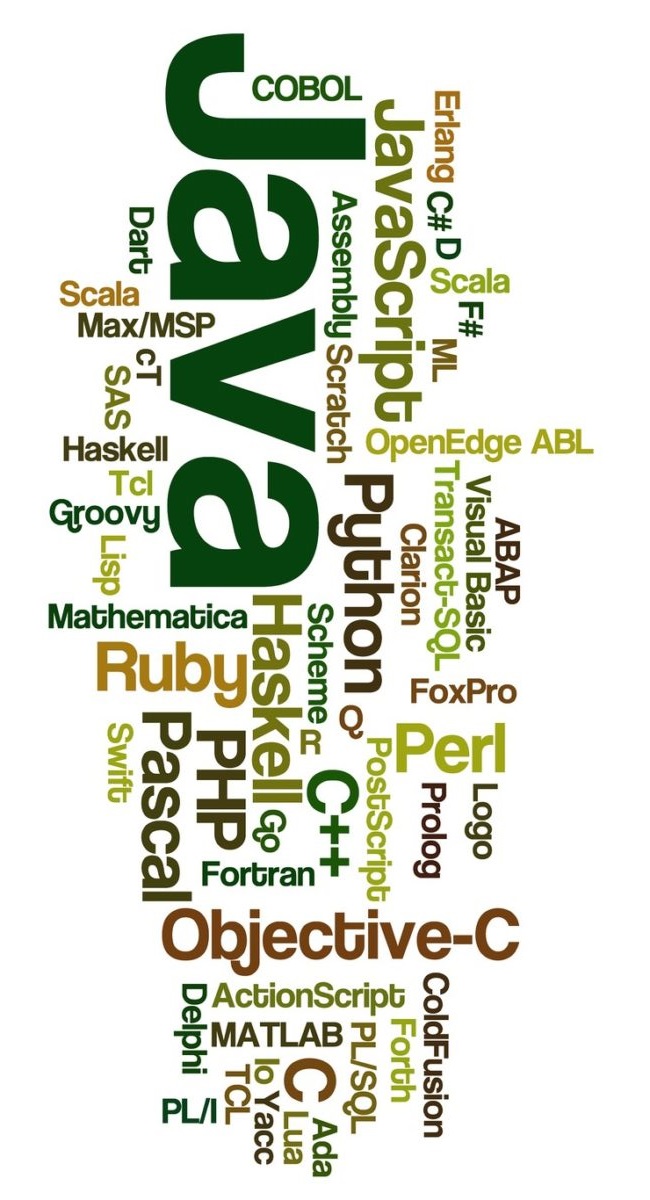 Java
COBOL
JavaScript
Erlang
C#
D
Scala
F#
ML
Assembly
Dart
Scala
Max/MSP
cT
SAS
Scratch
Haskell
OpenEdge ABL
Tcl
Groovy
Lisp
Python
Transact-SQL
Visual Basic
ABAP
Clarion
Mathematica
Haskell
Scheme
Ruby
FoxPro
R
Swift
Pascal
PHP
Go
C++
PostScript
Perl
Prolog
Logo
Fortran
Objective-C
Delphi
ActionScript
ColdFusion
MATLAB
PL/SQL
Forth
Io
C
TCL
PL/I
Yacc
Lua
Ada